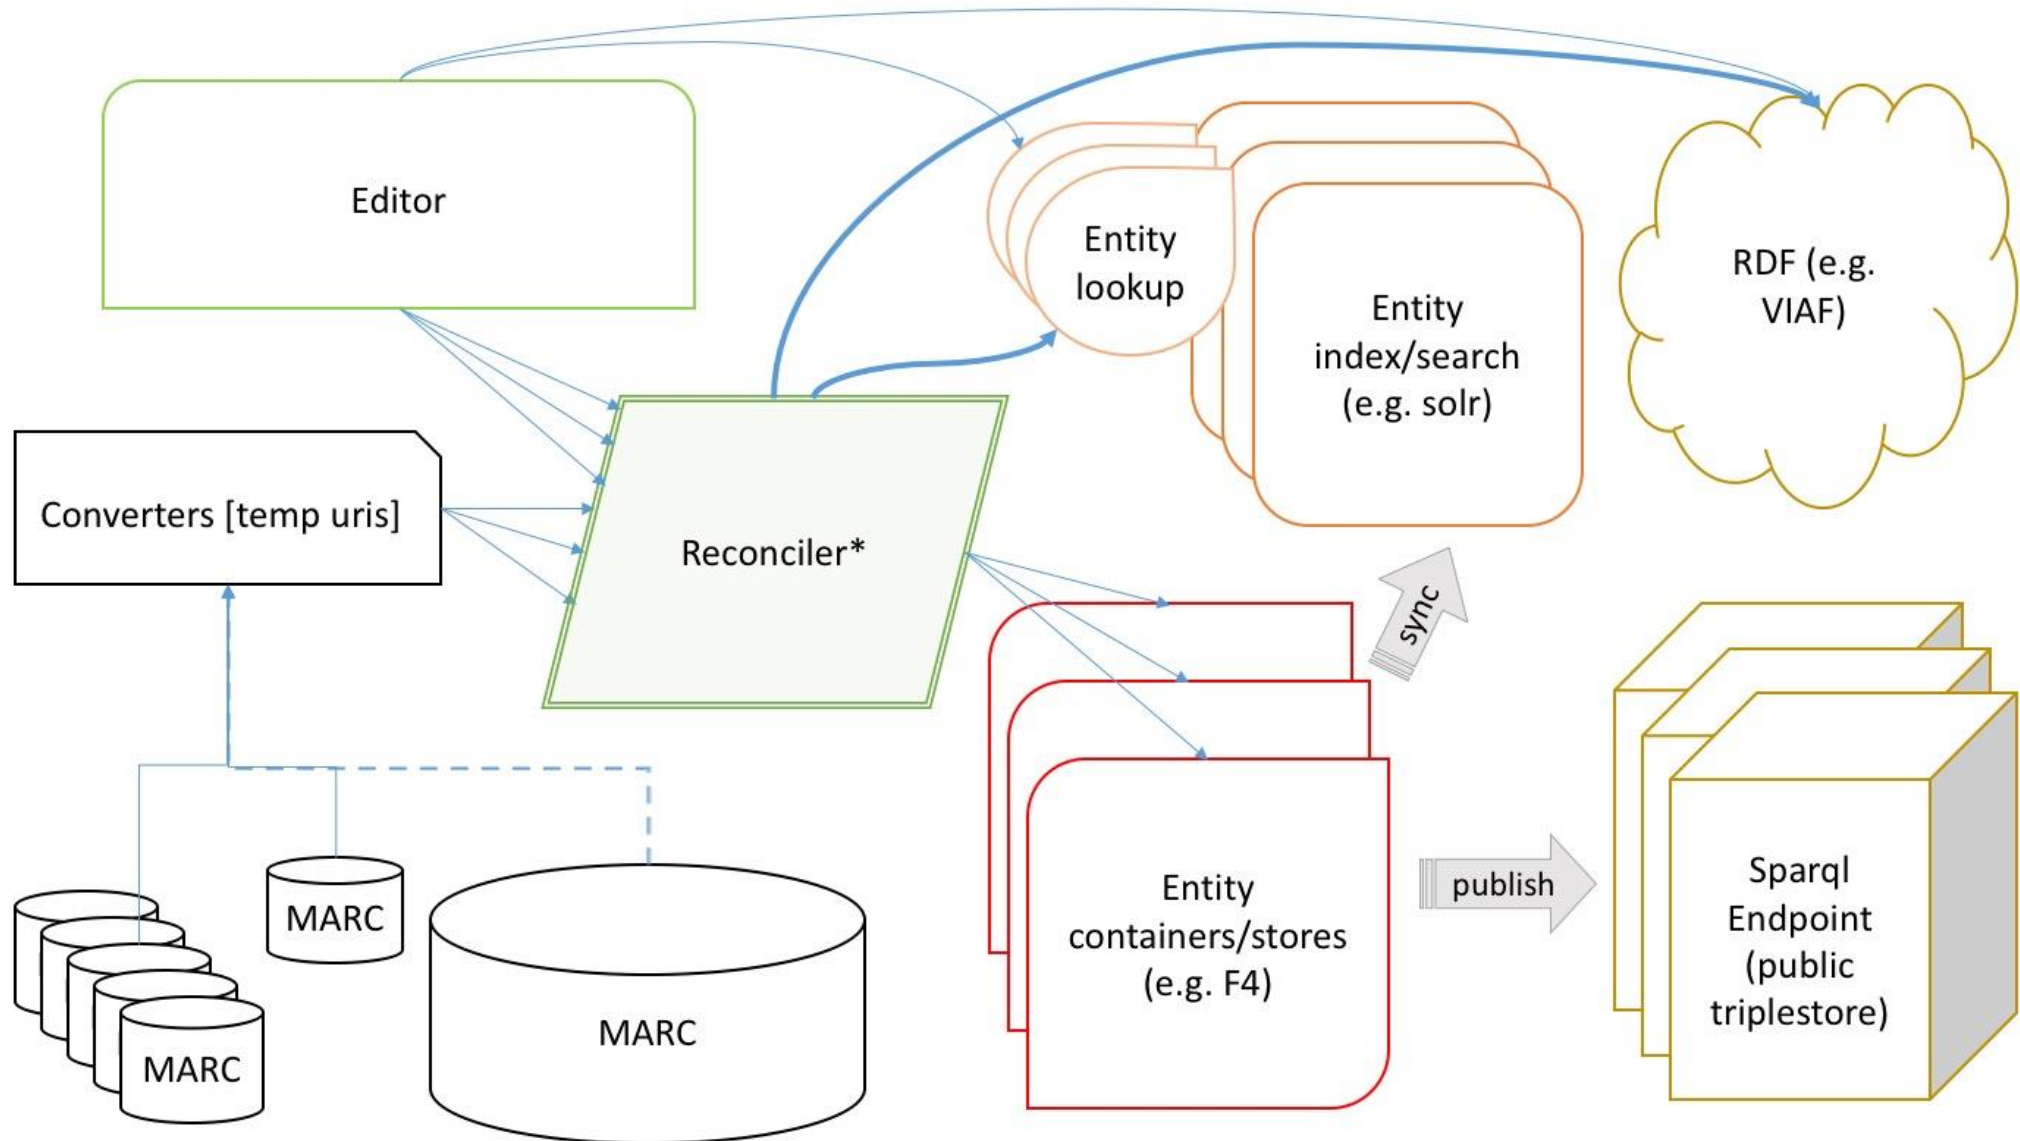 Editor
Entity
lookup
Entity
index/search
(e.g. solr)
RDF (e.g.
VIAF)
Converters [temp uris]
Reconciler*
sync
MARC
MARC
MARC
Entity
containers/stores
(e.g. F4)
publish
Sparql
Endpoint
(public
triplestore)